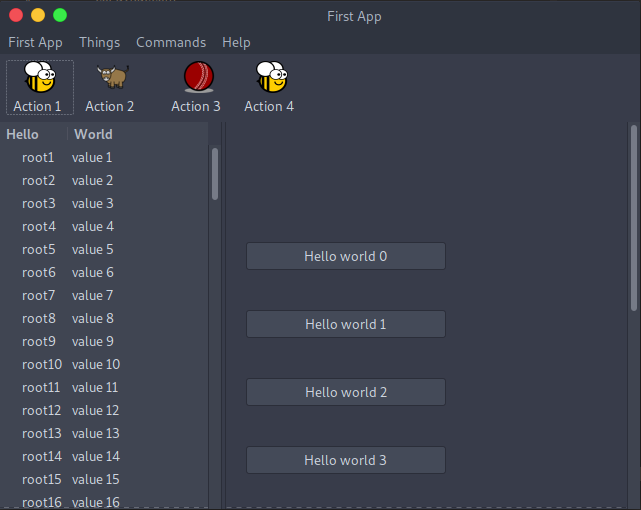 First App
First App Things Commands Help
Action 1 Action 2 Action 3 Action 4
Hello World
root1 value 1
root2 value 2
root3 value 3
root4 value 4
root5 value 5
root6 value 6
root7 value 7
root8 value 8
root9 value 9
root10 value 10
root11 value 11
root12 value 12
root13 value 13
root14 value 14
root15 value 15
root16 value 16
Hello world 0
Hello world 1
Hello world 2
Hello world 3